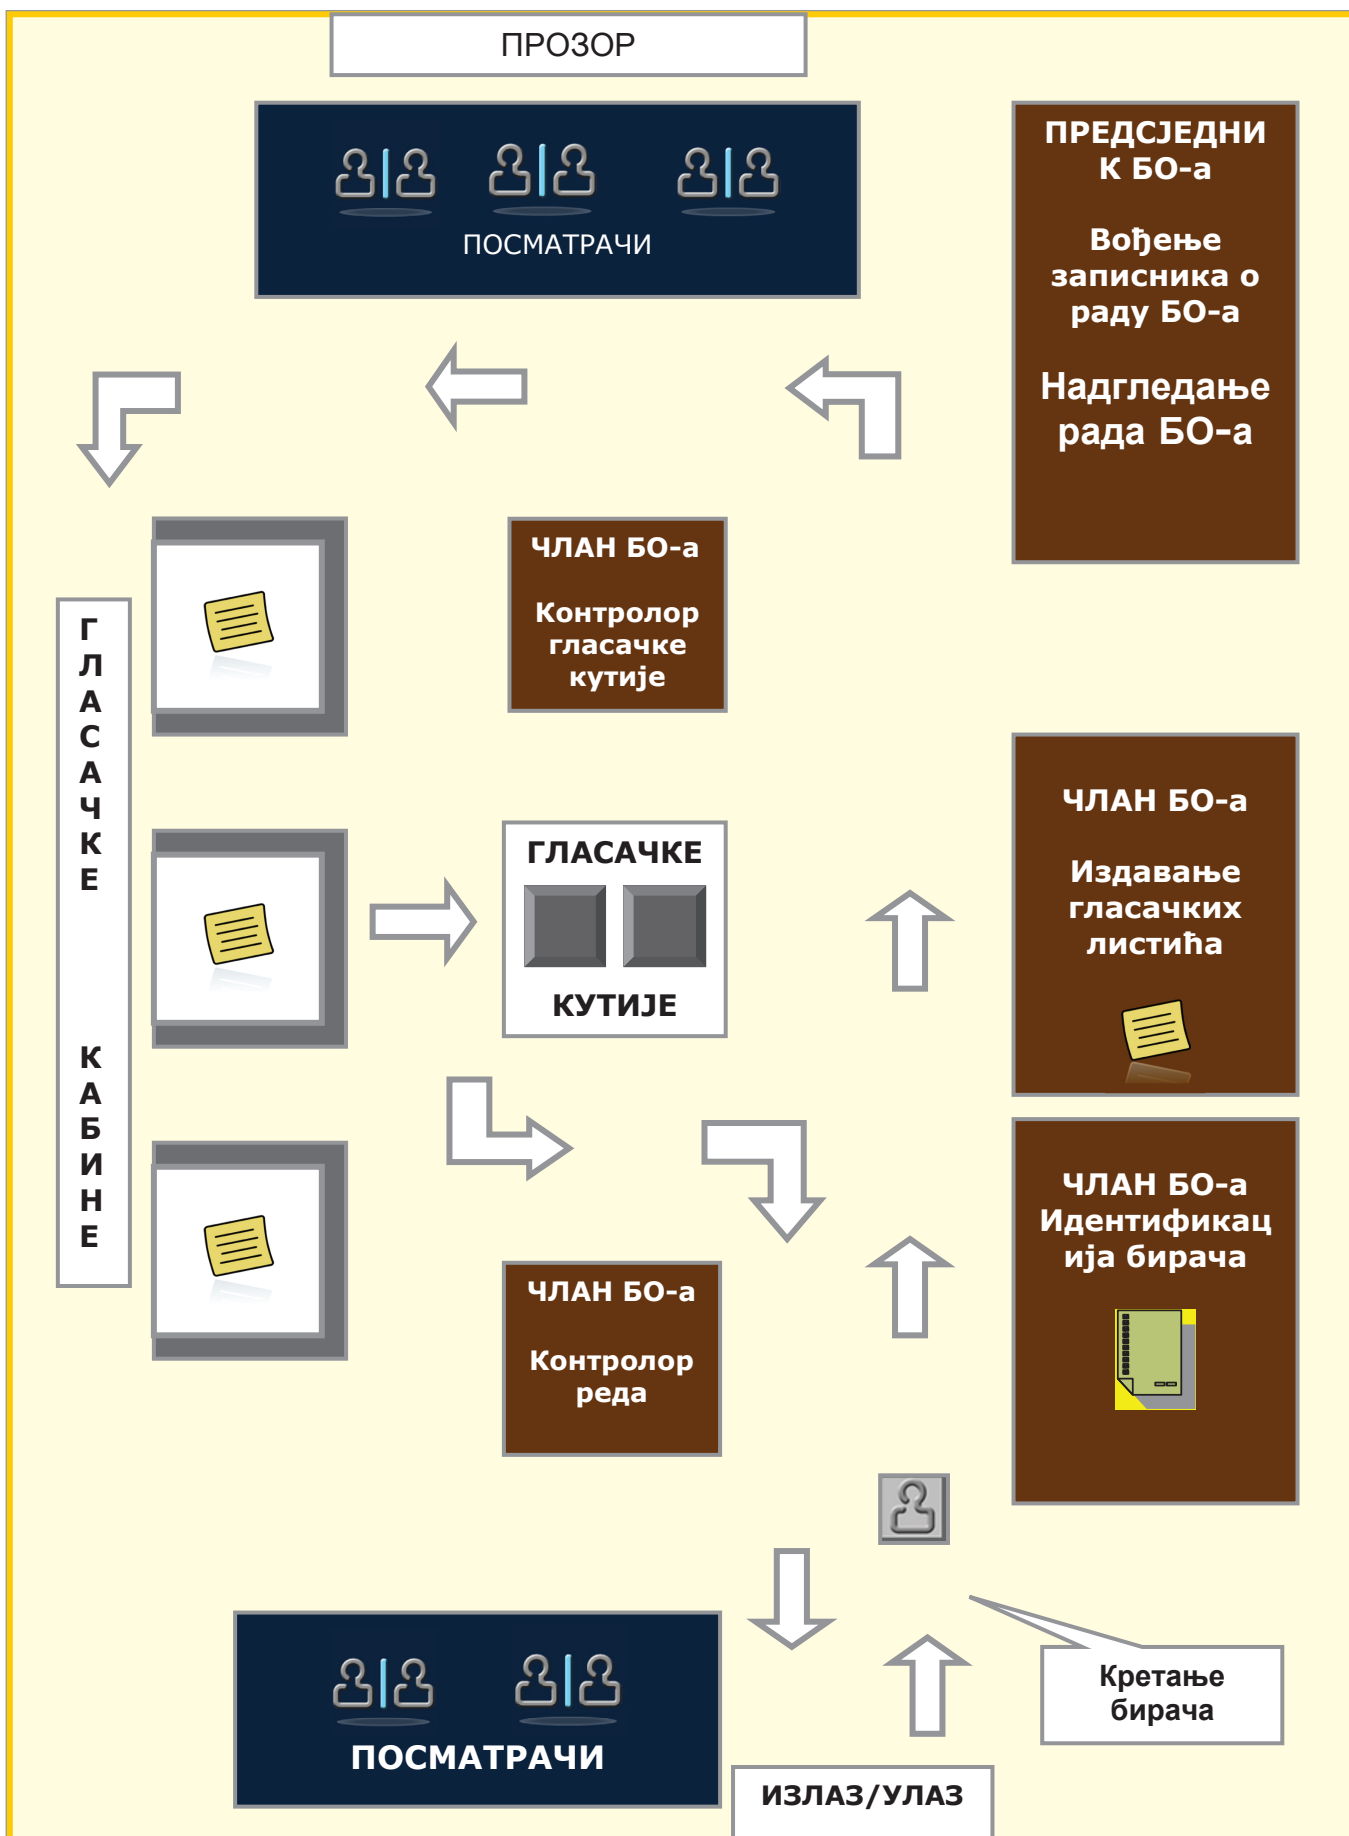 ПРОЗОР
ПОСМАТРАЧИ
ПРЕДСЈЕДНИ
К БО-а
Вођење
записника о
раду БО-а
Надгледање
рада БО-а
ЧЛАН БО-а
Контролор
гласачке
кутије
Г
Л
А
С
А
Ч
К
Е
К
А
Б
И
Н
Е
ГЛАСАЧКЕ
КУТИЈЕ
ЧЛАН БО-а
Издавање
гласачких
листића
ЧЛАН БО-а
Идентификац
ија бирача
ЧЛАН БО-а
Контролор
реда
Кретање
бирача
ПОСМАТРАЧИ
ИЗЛАЗ/УЛАЗ